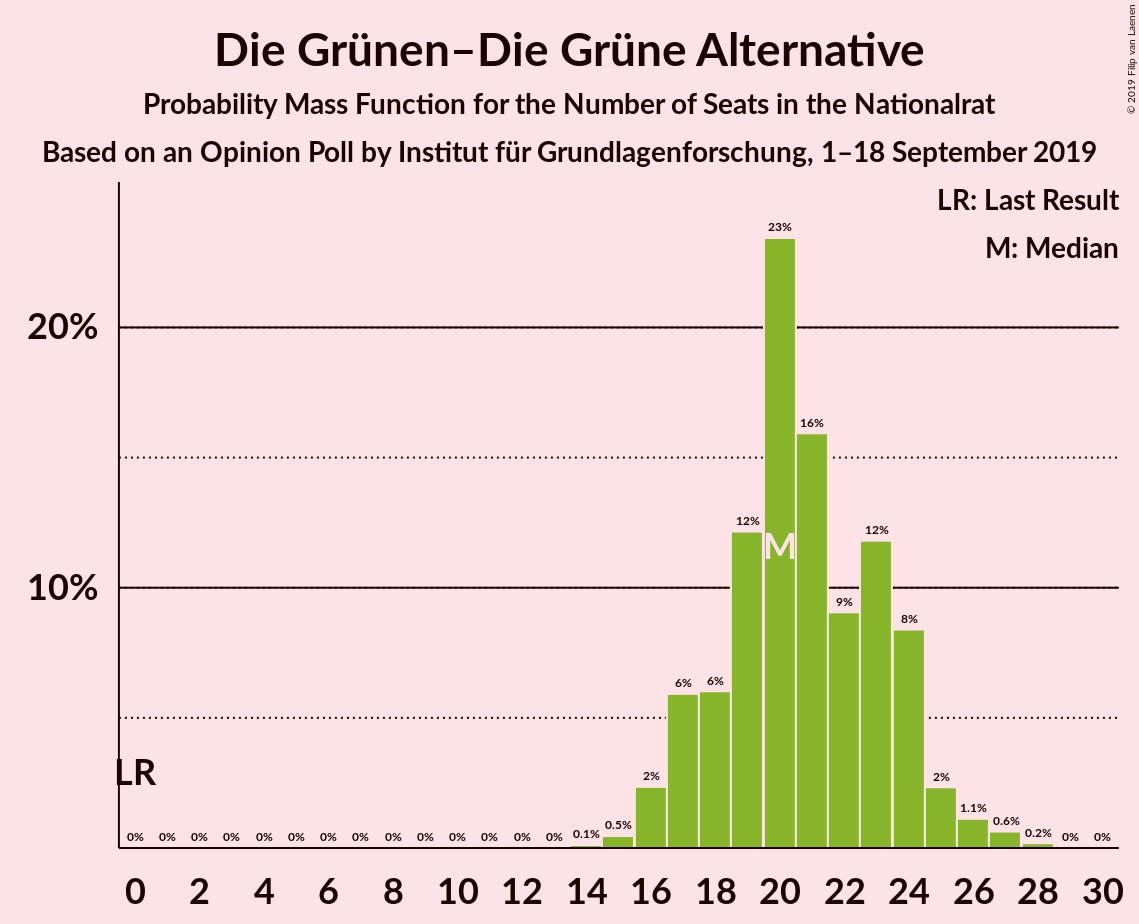 Die Grünen–Die Grüne Alternative
Probability Mass Function for the Number of Seats in the Nationalrat
Based on an Opinion Poll by Institut für Grundlagenforschung, 1–18 September 2019
© 2019 Filip van Laenen
LR: Last Result
M: Median
23%
20%
16%
12%
12%
M
10%
9%
8%
6%
6%
LR
2%
2%
1.1%
0.6%
0.5%
0.1%
0.2%
0% 0% 0% 0% 0% 0% 0% 0% 0% 0% 0% 0% 0% 0% 0% 0%
0 2 4 6 8 10 12 14 16 18 20 22 24 26 28 30